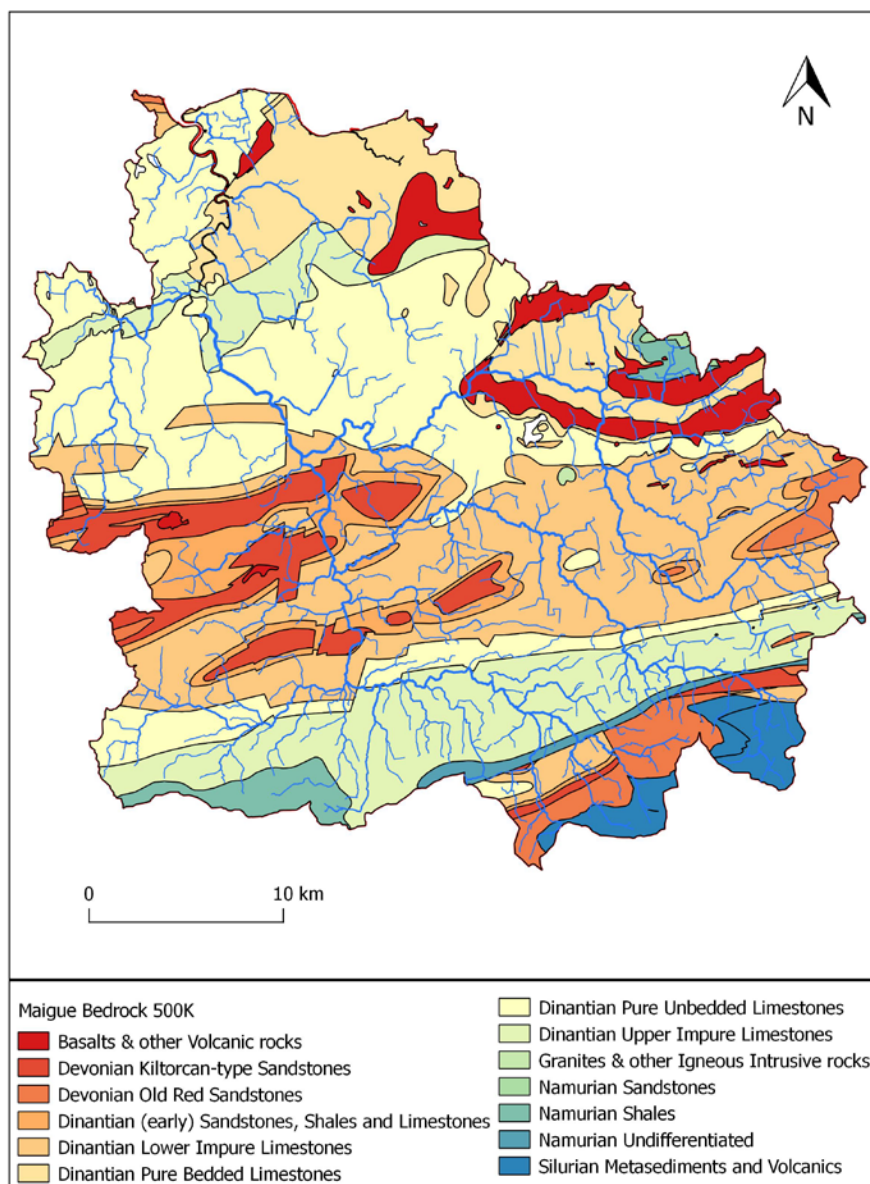 N
0 10 km
Maigue Bedrock 500K
Basalts & other Volcanic rocks
Devonian Kiltorcan-type Sandstones
Devonian Old Red Sandstones
Dinantian (early) Sandstones, Shales and Limestones
Dinantian Lower Impure Limestones
Dinantian Pure Bedded Limestones
Dinantian Pure Unbedded Limestones
Dinantian Upper Impure Limestones
Granites & other Igneous Intrusive rocks
Namurian Sandstones
Namurian Shales
Namurian Undifferentiated
Silurian Metasediments and Volcanics